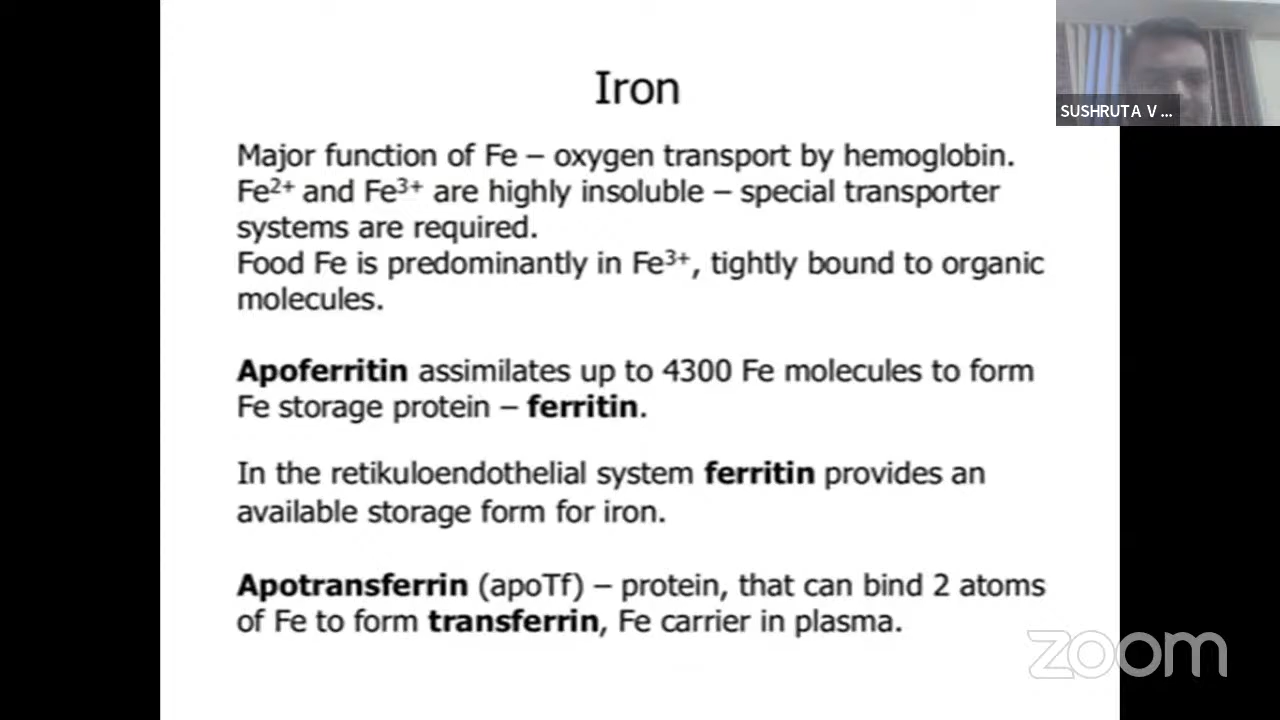 Iron
SUSHRUTA V ...
Major function of Fe – oxygen transport by hemoglobin.
Fe²⁺ and Fe³⁺ are highly insoluble – special transporter
systems are required.
Food Fe is predominantly in Fe³⁺, tightly bound to organic
molecules.
Apoferritin assimilates up to 4300 Fe molecules to form
Fe storage protein – ferritin.
In the retikuloendothelial system ferritin provides an
available storage form for iron.
Apotransferrin (apoTf) – protein, that can bind 2 atoms
of Fe to form transferrin, Fe carrier in plasma.
zoom